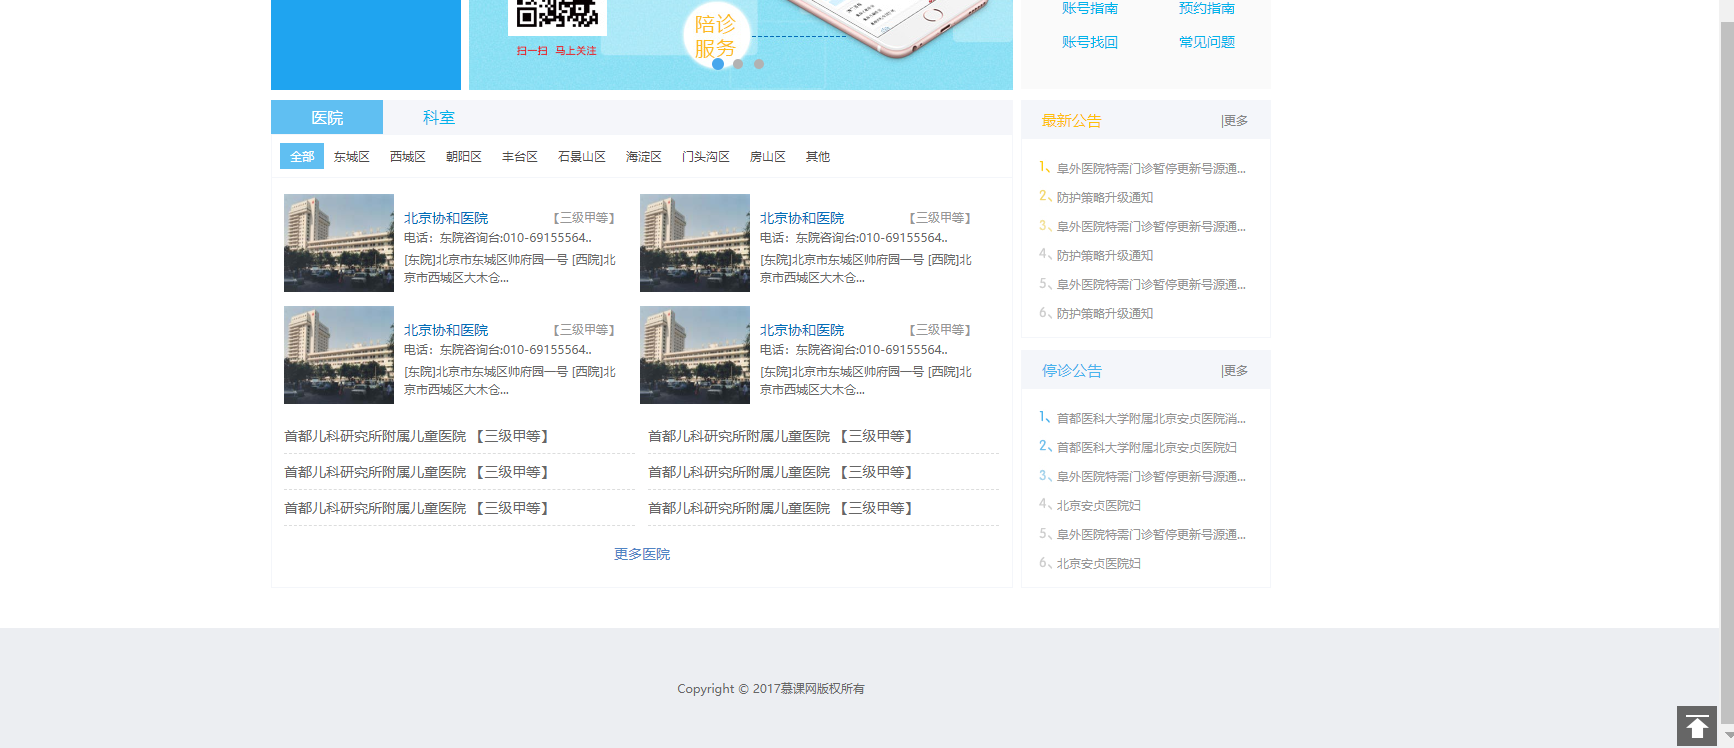 账号指南 预约指南
账号找回 常见问题
陪诊
服务
扫一扫 马上关注
医院 科室
全部 东城区 西城区 朝阳区 丰台区 石景山区 海淀区 门头沟区 房山区 其他
北京协和医院 【三级甲等】
电话：东院咨询台:010-69155564..
[东院]北京市东城区帅府园一号 [西院]北
京市西城区大木仓...
北京协和医院 【三级甲等】
电话：东院咨询台:010-69155564..
[东院]北京市东城区帅府园一号 [西院]北
京市西城区大木仓...
北京协和医院 【三级甲等】
电话：东院咨询台:010-69155564..
[东院]北京市东城区帅府园一号 [西院]北
京市西城区大木仓...
北京协和医院 【三级甲等】
电话：东院咨询台:010-69155564..
[东院]北京市东城区帅府园一号 [西院]北
京市西城区大木仓...
首都儿科研究所附属儿童医院 【三级甲等】
首都儿科研究所附属儿童医院 【三级甲等】
首都儿科研究所附属儿童医院 【三级甲等】
首都儿科研究所附属儿童医院 【三级甲等】
首都儿科研究所附属儿童医院 【三级甲等】
首都儿科研究所附属儿童医院 【三级甲等】
更多医院
最新公告 |更多
1、阜外医院特需门诊暂停更新号源通...
2、防护策略升级通知
3、阜外医院特需门诊暂停更新号源通...
4、防护策略升级通知
5、阜外医院特需门诊暂停更新号源通...
6、防护策略升级通知
停诊公告 |更多
1、首都医科大学附属北京安贞医院消...
2、首都医科大学附属北京安贞医院妇
3、阜外医院特需门诊暂停更新号源通...
4、北京安贞医院妇
5、阜外医院特需门诊暂停更新号源通...
6、北京安贞医院妇
Copyright © 2017慕课网版权所有